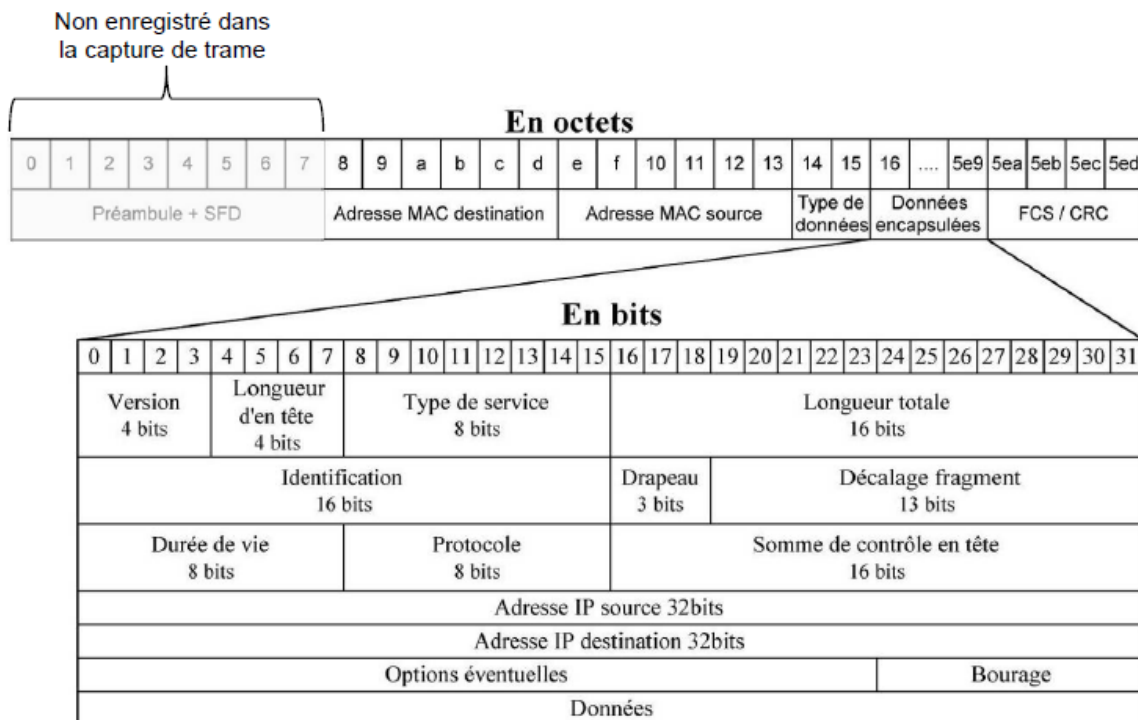 Non enregistré dans
la capture de trame
En octets
0 1 2 3 4 5 6 7 8 9 a b c d e f 10 11 12 13 14 15 16 .... 5e9 5ea 5eb 5ec 5ed
Préambule + SFD Adresse MAC destination Adresse MAC source Type de données Données encapsulées FCS / CRC
En bits
0 1 2 3 4 5 6 7 8 9 10 11 12 13 14 15 16 17 18 19 20 21 22 23 24 25 26 27 28 29 30 31
Version
4 bits
Longueur
d'en tête
4 bits
Type de service
8 bits
Longueur totale
16 bits
Identification
16 bits
Drapeau
3 bits
Décalage fragment
13 bits
Durée de vie
8 bits
Protocole
8 bits
Somme de contrôle en tête
16 bits
Adresse IP source 32bits
Adresse IP destination 32bits
Options éventuelles Bourage
Données